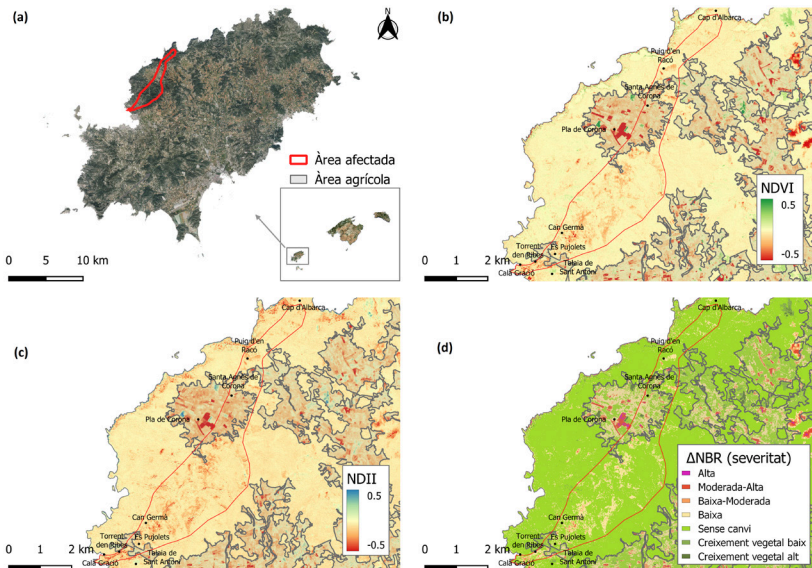 (a)
N
Àrea afectada
Àrea agrícola
0 5 10 km
(b)
Cap d'Albarca
Puig d'en
Racó
Santa Agnès de
Corona
Pla de Corona
Can Germà
Torrent
den Ribes
Es Pujolets
Cala Gració
Talaia de
Sant Antoni
NDVI
0.5
-0.5
0 1 2 km
(c)
Cap d'Albarca
Puig d'en
Racó
Santa Agnès de
Corona
Pla de Corona
Can Germà
Torrent
den Ribes
Es Pujolets
Cala Gració
Talaia de
Sant Antoni
NDII
0.5
-0.5
0 1 2 km
(d)
Cap d'Albarca
Puig d'en
Racó
Santa Agnès de
Corona
Pla de Corona
Can Germà
Torrent
den Ribes
Es Pujolets
Cala Gració
Talaia de
Sant Antoni
ΔNBR (severitat)
Alta
Moderada-Alta
Baixa-Moderada
Baixa
Sense canvi
Creixement vegetal baix
Creixement vegetal alt
0 1 2 km